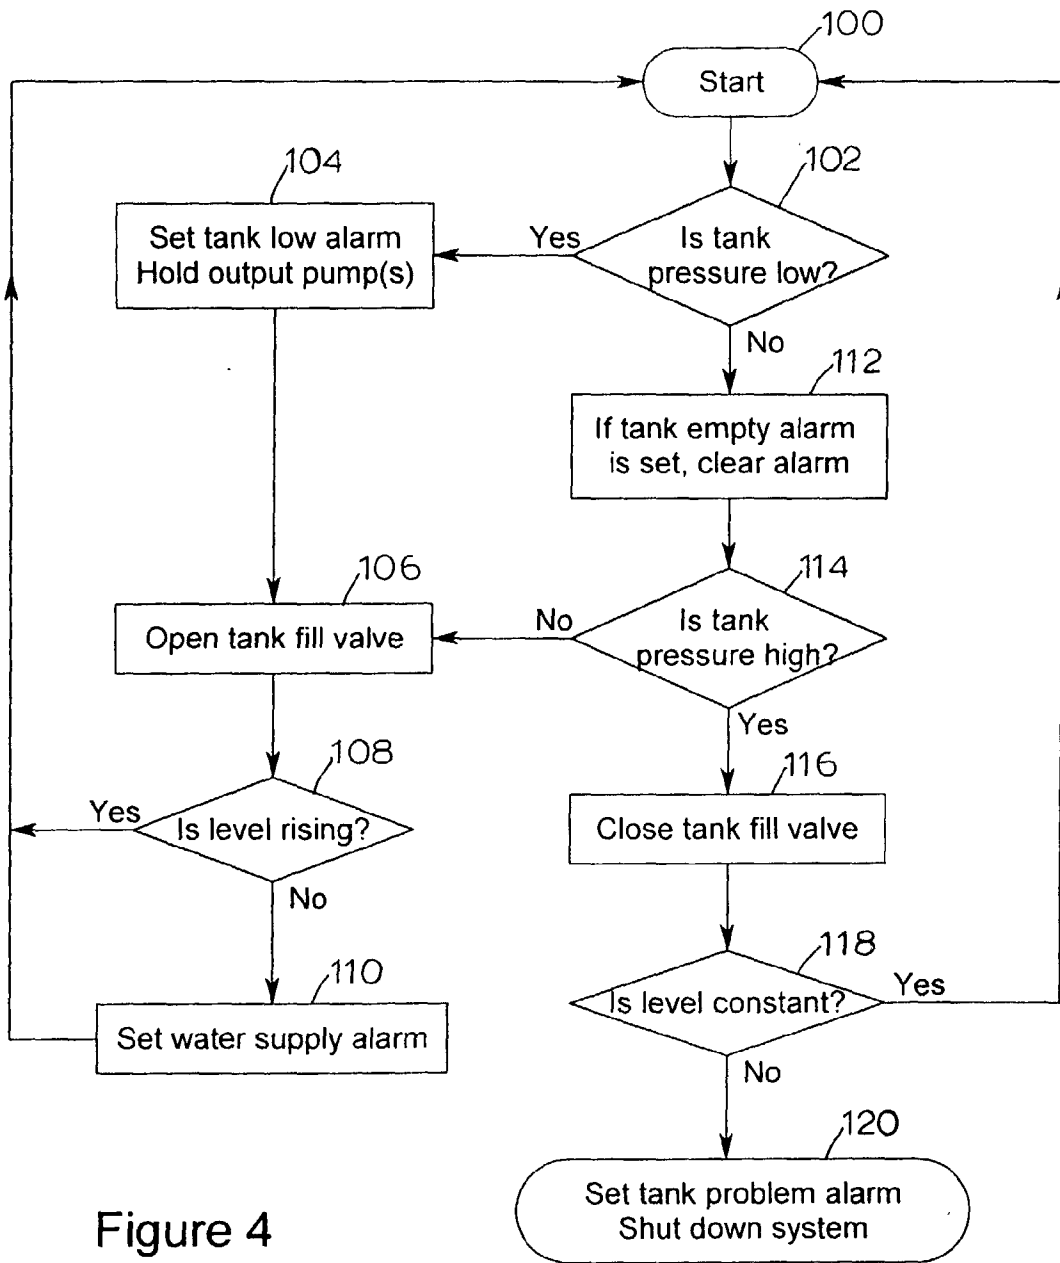 100
Start
102
Is tank
pressure low?
Yes
No
104
Set tank low alarm
Hold output pump(s)
112
If tank empty alarm
is set, clear alarm
114
Is tank
pressure high?
No
Yes
106
Open tank fill valve
108
Is level rising?
Yes
No
110
Set water supply alarm
116
Close tank fill valve
118
Is level constant?
Yes
No
120
Set tank problem alarm
Shut down system
Figure 4